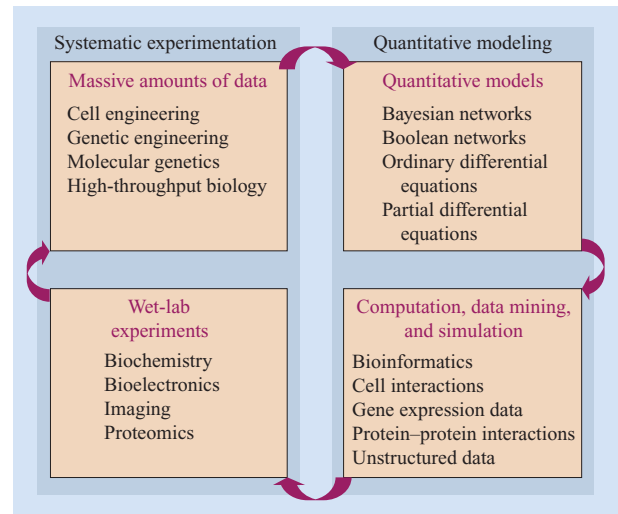 Systematic experimentation
Massive amounts of data
Cell engineering
Genetic engineering
Molecular genetics
High-throughput biology
Quantitative modeling
Quantitative models
Bayesian networks
Boolean networks
Ordinary differential
equations
Partial differential
equations
Wet-lab
experiments
Biochemistry
Bioelectronics
Imaging
Proteomics
Computation, data mining,
and simulation
Bioinformatics
Cell interactions
Gene expression data
Protein–protein interactions
Unstructured data